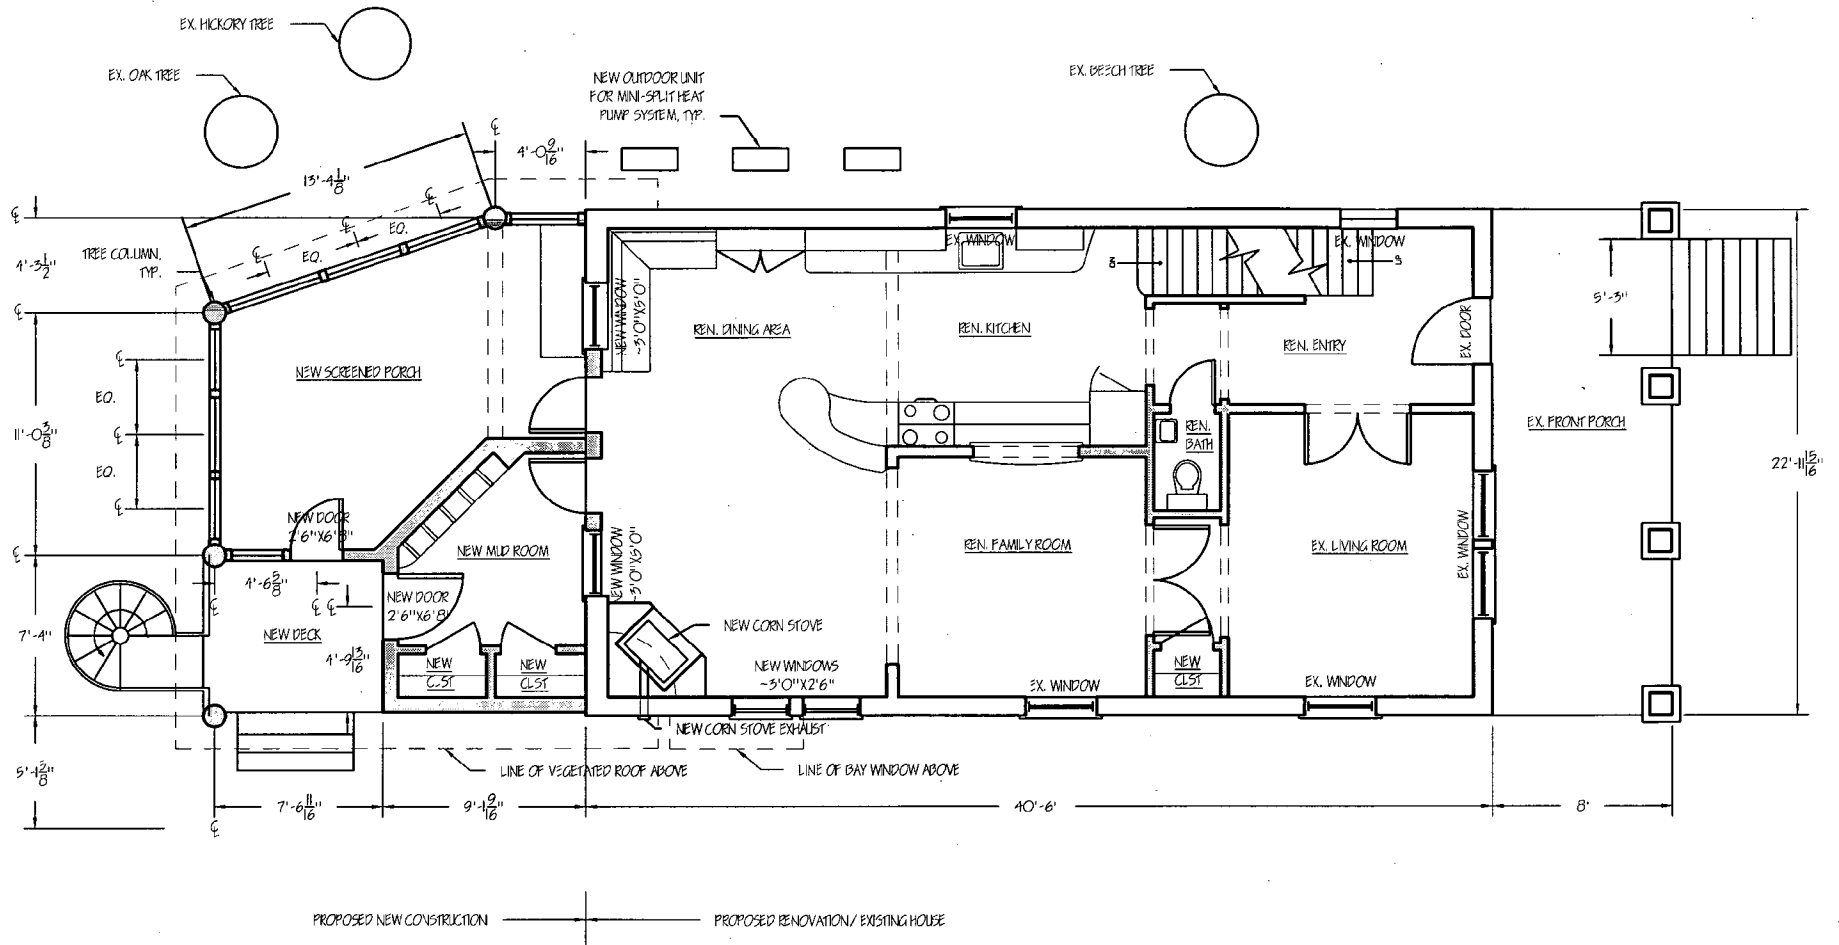 EX. HICKORY TREE
EX. OAK TREE
NEW OUTDOOR UNIT
FOR MINI-SPLIT HEAT
PUMP SYSTEM, TYP.
EX. BEECH TREE
4'-0 9/16"
13'-4 1/8"
EQ.
EQ.
TREE COLUMN,
TYP.
4'-3 1/2"
EX. WINDOW
EX. WINDOW
NEW WINDOW
~3'0"X5'0"
REN. DINING AREA
REN. KITCHEN
REN. ENTRY
EX. DOOR
5'-3"
NEW SCREENED PORCH
EQ.
EQ.
11'-0 3/8"
REN.
BATH
EX. FRONT PORCH
22'-11 15/16"
NEW DOOR
2'6"X6'8"
NEW MUD ROOM
NEW WINDOW
~3'0"X5'0"
REN. FAMILY ROOM
EX. LIVING ROOM
EX. WINDOW
4'-6 5/8"
NEW DOOR
2'6"X6'8"
7'-4"
NEW DECK
4'-9 13/16"
NEW CORN STOVE
NEW
CLST
NEW
CLST
NEW WINDOWS
~3'0"X2'6"
NEW
CLST
EX. WINDOW
EX. WINDOW
NEW CORN STOVE EXHAUST
LINE OF VEGETATED ROOF ABOVE
LINE OF BAY WINDOW ABOVE
7'-6 11/16"
9'-1 9/16"
40'-6"
8'
PROPOSED NEW CONSTRUCTION
PROPOSED RENOVATION/ EXISTING HOUSE